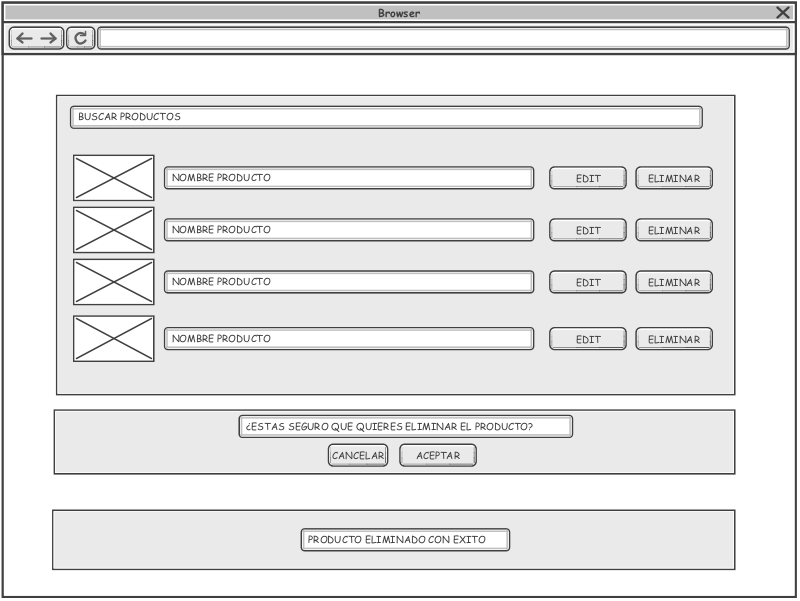 Browser
BUSCAR PRODUCTOS
NOMBRE PRODUCTO EDIT ELIMINAR
NOMBRE PRODUCTO EDIT ELIMINAR
NOMBRE PRODUCTO EDIT ELIMINAR
NOMBRE PRODUCTO EDIT ELIMINAR
¿ESTAS SEGURO QUE QUIERES ELIMINAR EL PRODUCTO?
CANCELAR ACEPTAR
PRODUCTO ELIMINADO CON EXITO